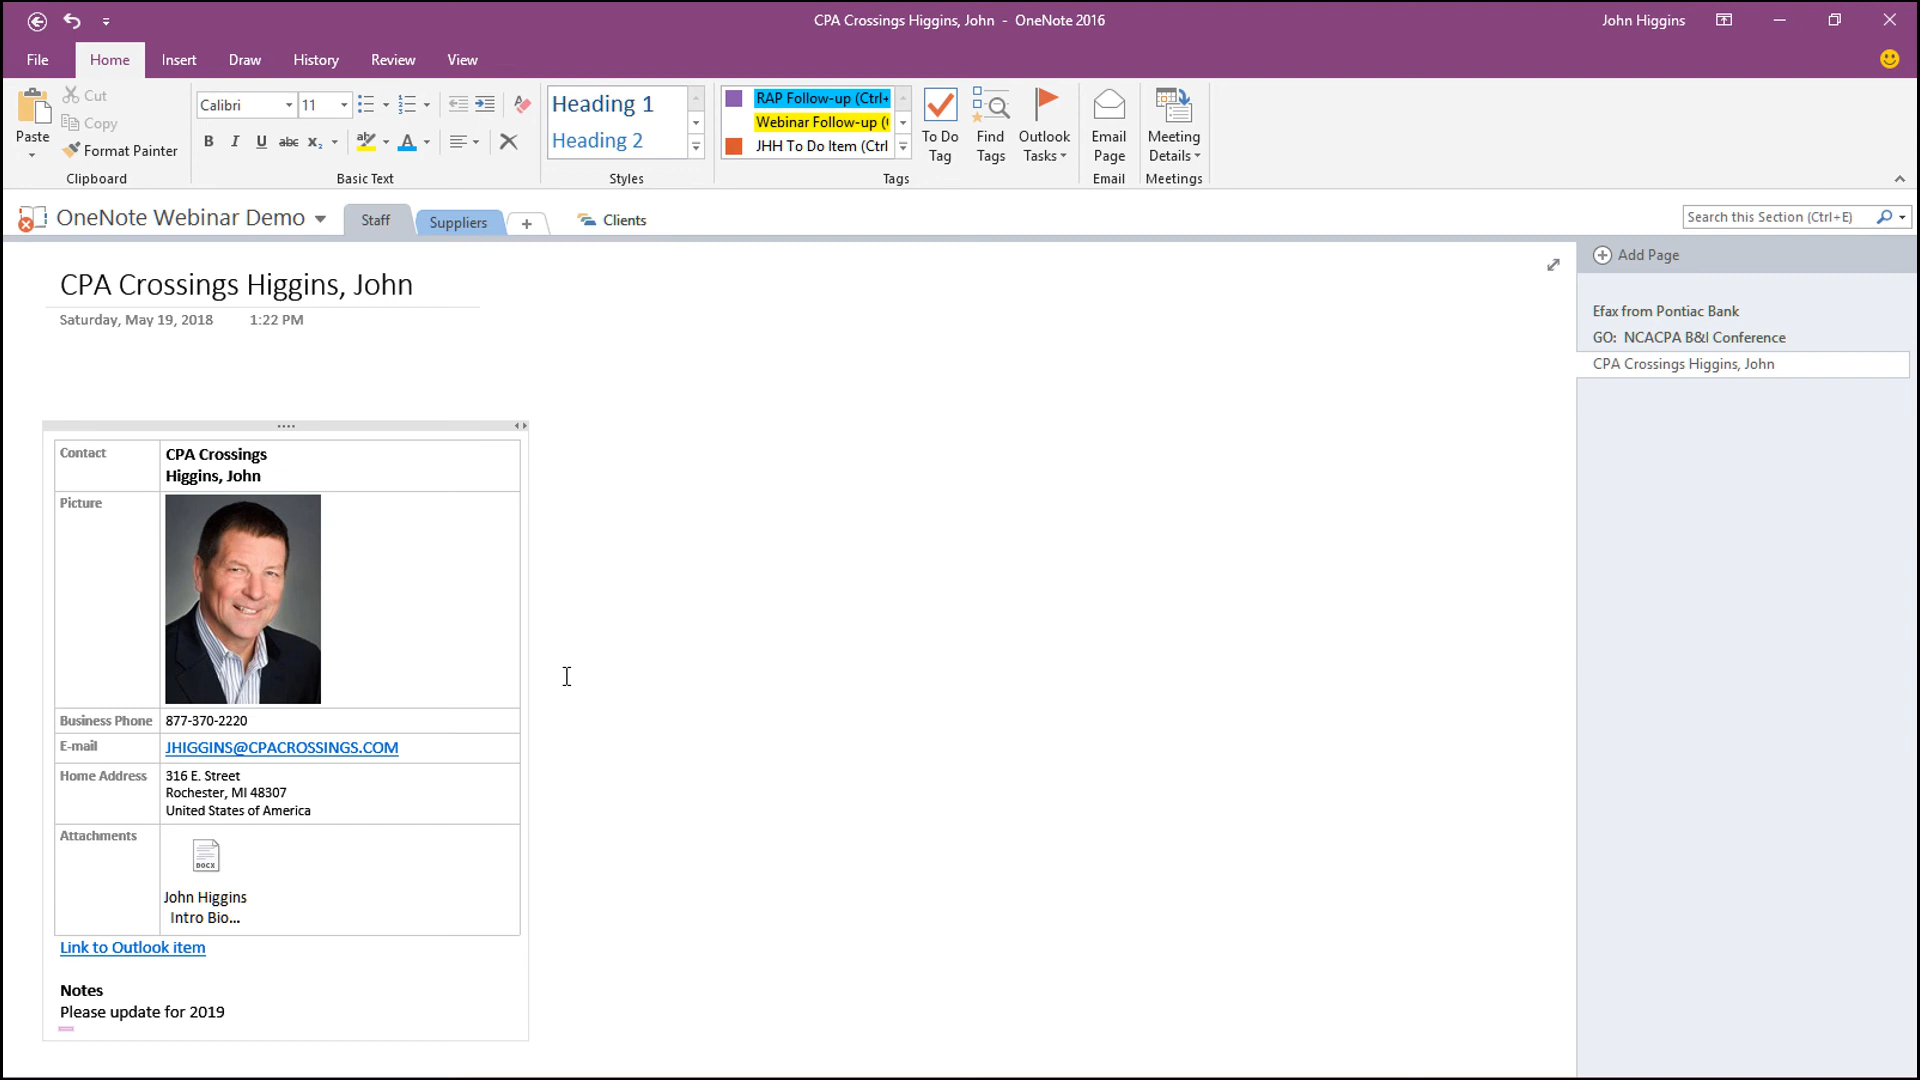 CPA Crossings Higgins, John - OneNote 2016
John Higgins
File
Home
Insert
Draw
History
Review
View
Paste
Cut
Copy
Format Painter
Clipboard
Calibri
11
B I U abc X₂
A
Basic Text
Heading 1
Heading 2
Styles
RAP Follow-up (Ctrl+
Webinar Follow-up (
JHH To Do Item (Ctrl
Tags
To Do
Tag
Find
Tags
Outlook
Tasks
Email
Page
Email
Meeting
Details
Meetings
OneNote Webinar Demo
Staff
Suppliers
+
Clients
Search this Section (Ctrl+E)
CPA Crossings Higgins, John
Saturday, May 19, 2018 1:22 PM
Add Page
Efax from Pontiac Bank
GO: NCACPA B&I Conference
CPA Crossings Higgins, John
Contact
CPA Crossings
Higgins, John
Picture
Business Phone
877-370-2220
E-mail
JHIGGINS@CPACROSSINGS.COM
Home Address
316 E. Street
Rochester, MI 48307
United States of America
Attachments
DOCX
John Higgins
Intro Bio...
Link to Outlook item
Notes
Please update for 2019